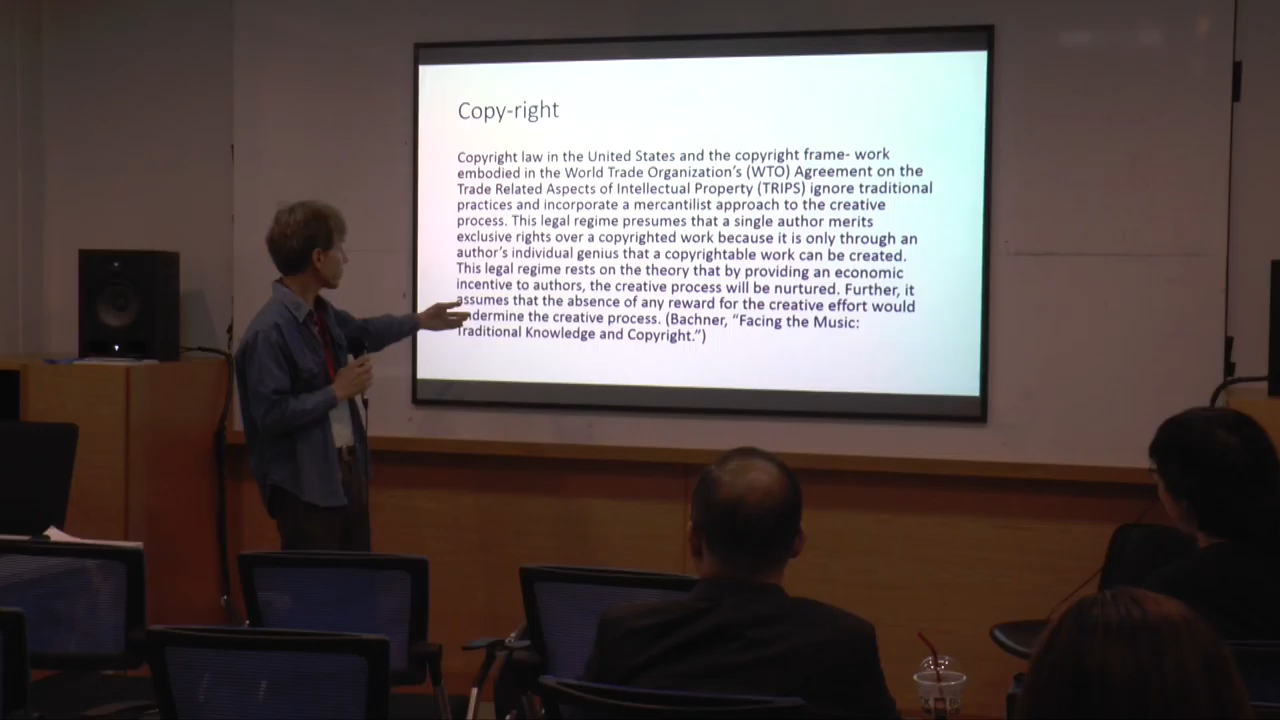 Copy-right
Copyright law in the United States and the copyright frame- work
embodied in the World Trade Organization's (WTO) Agreement on the
Trade Related Aspects of Intellectual Property (TRIPS) ignore traditional
practices and incorporate a mercantilist approach to the creative
process. This legal regime presumes that a single author merits
exclusive rights over a copyrighted work because it is only through an
author's individual genius that a copyrightable work can be created.
This legal regime rests on the theory that by providing an economic
incentive to authors, the creative process will be nurtured. Further, it
assumes that the absence of any reward for the creative effort would
undermine the creative process. (Bachner, "Facing the Music:
Traditional Knowledge and Copyright.")